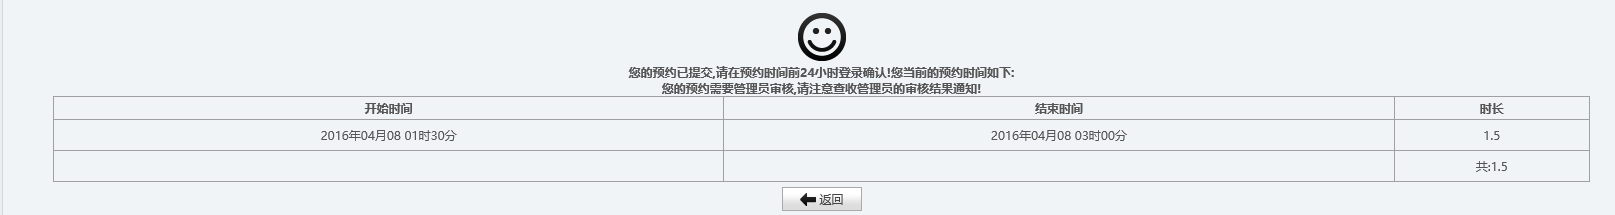 您的预约已提交,请在预约时间前24小时登录确认!您当前的预约时间如下:
您的预约需要管理员审核,请注意查收管理员的审核结果通知!
开始时间 结束时间 时长
2016年04月08 01时30分 2016年04月08 03时00分 1.5
共:1.5
返回